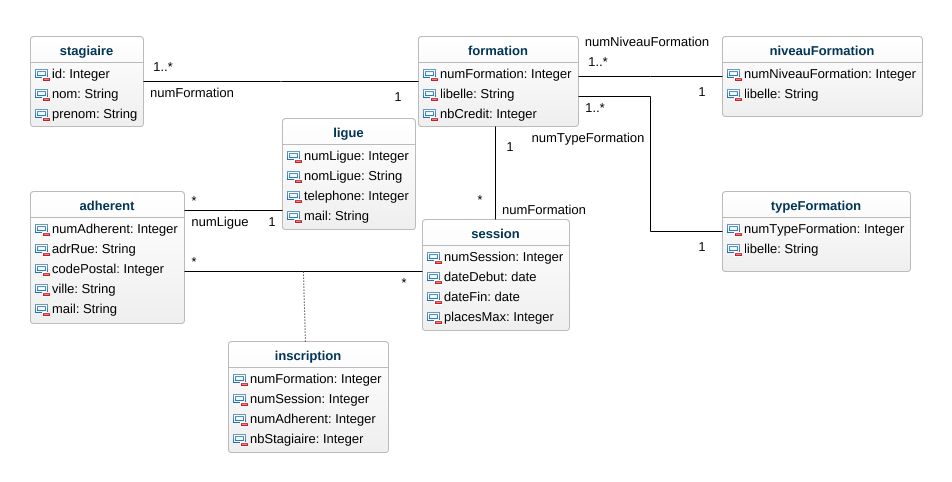 stagiaire
id: Integer
nom: String
prenom: String
1..*
numFormation
1
formation
numFormation: Integer
libelle: String
nbCredit: Integer
numNiveauFormation
1..*
1
niveauFormation
numNiveauFormation: Integer
libelle: String
1..*
numTypeFormation
1
typeFormation
numTypeFormation: Integer
libelle: String
ligue
numLigue: Integer
nomLigue: String
telephone: Integer
mail: String
adherent
numAdherent: Integer
adrRue: String
codePostal: Integer
ville: String
mail: String
*
numLigue
1
1
*
numFormation
session
numSession: Integer
dateDebut: date
dateFin: date
placesMax: Integer
*
*
inscription
numFormation: Integer
numSession: Integer
numAdherent: Integer
nbStagiaire: Integer